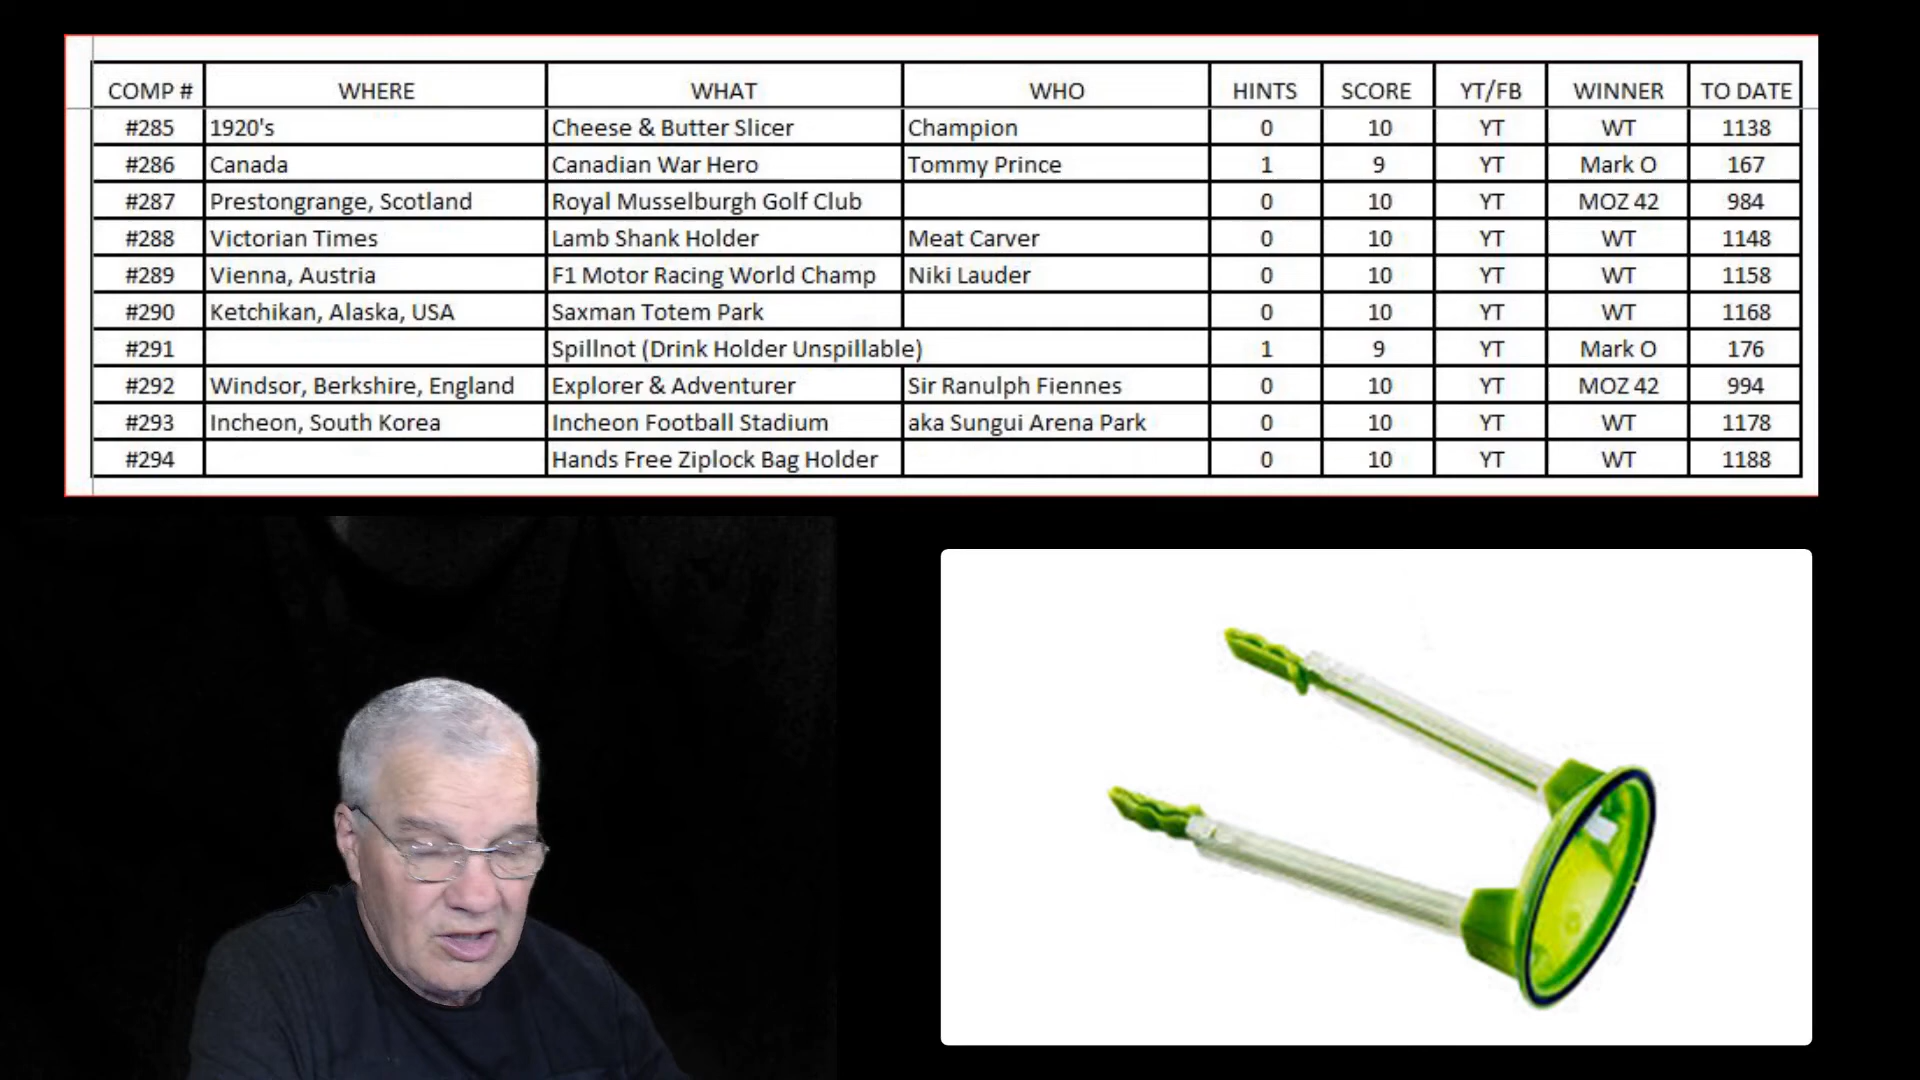 COMP # WHERE WHAT WHO HINTS SCORE YT/FB WINNER TO DATE
#285 1920's Cheese & Butter Slicer Champion 0 10 YT WT 1138
#286 Canada Canadian War Hero Tommy Prince 1 9 YT Mark O 167
#287 Prestongrange, Scotland Royal Musselburgh Golf Club 0 10 YT MOZ 42 984
#288 Victorian Times Lamb Shank Holder Meat Carver 0 10 YT WT 1148
#289 Vienna, Austria F1 Motor Racing World Champ Niki Lauder 0 10 YT WT 1158
#290 Ketchikan, Alaska, USA Saxman Totem Park 0 10 YT WT 1168
#291 Spillnot (Drink Holder Unspillable) 1 9 YT Mark O 176
#292 Windsor, Berkshire, England Explorer & Adventurer Sir Ranulph Fiennes 0 10 YT MOZ 42 994
#293 Incheon, South Korea Incheon Football Stadium aka Sungui Arena Park 0 10 YT WT 1178
#294 Hands Free Ziplock Bag Holder 0 10 YT WT 1188